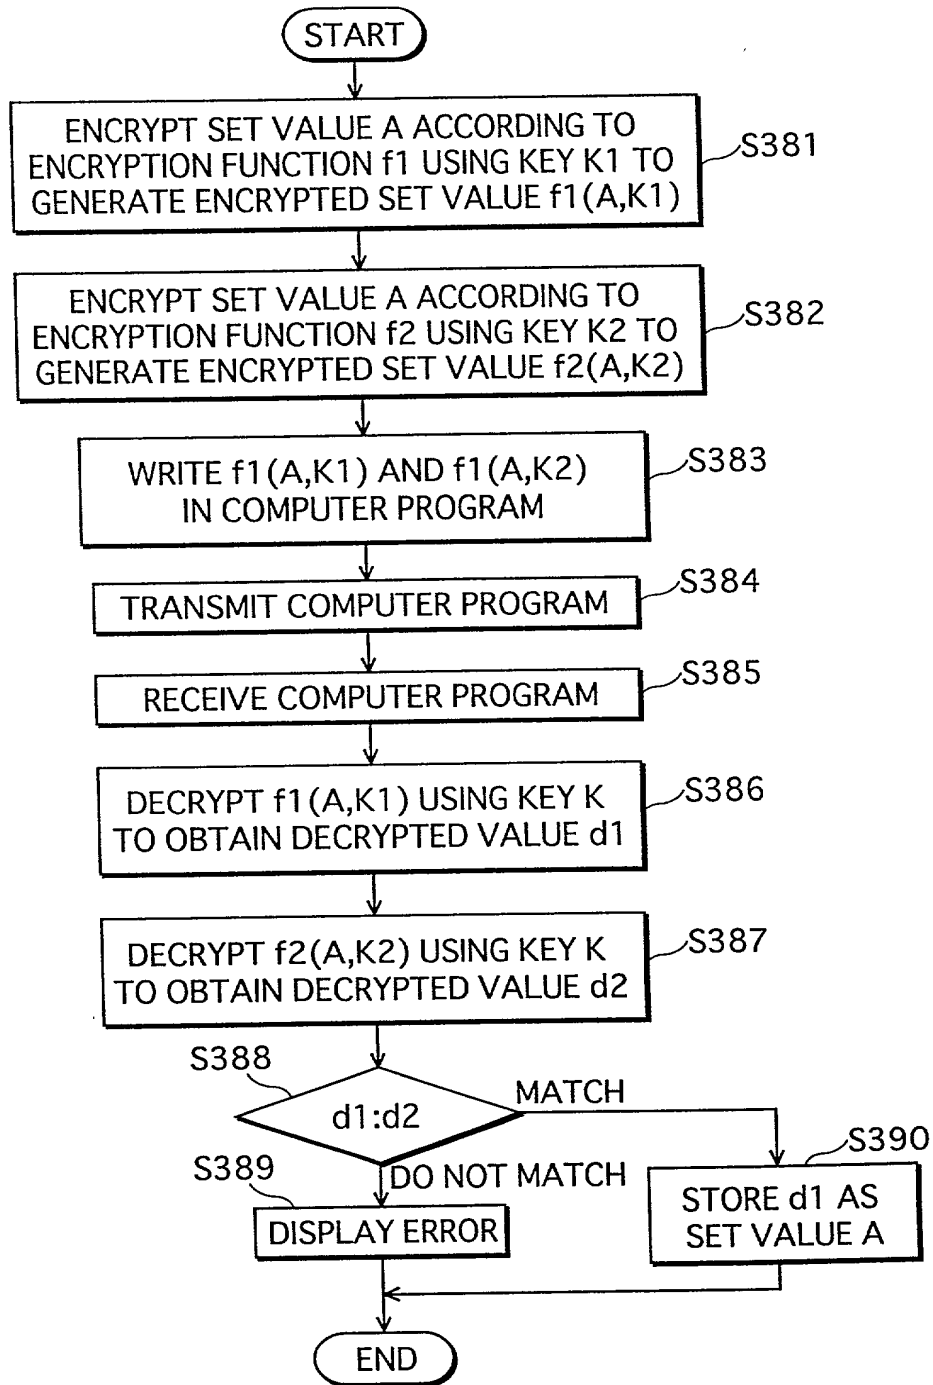 START
ENCRYPT SET VALUE A ACCORDING TO
ENCRYPTION FUNCTION f1 USING KEY K1 TO
GENERATE ENCRYPTED SET VALUE f1(A,K1)
S381
ENCRYPT SET VALUE A ACCORDING TO
ENCRYPTION FUNCTION f2 USING KEY K2 TO
GENERATE ENCRYPTED SET VALUE f2(A,K2)
S382
WRITE f1(A,K1) AND f1(A,K2)
IN COMPUTER PROGRAM
S383
TRANSMIT COMPUTER PROGRAM
S384
RECEIVE COMPUTER PROGRAM
S385
DECRYPT f1(A,K1) USING KEY K
TO OBTAIN DECRYPTED VALUE d1
S386
DECRYPT f2(A,K2) USING KEY K
TO OBTAIN DECRYPTED VALUE d2
S387
S388
d1:d2
MATCH
S389
DO NOT MATCH
DISPLAY ERROR
S390
STORE d1 AS
SET VALUE A
END